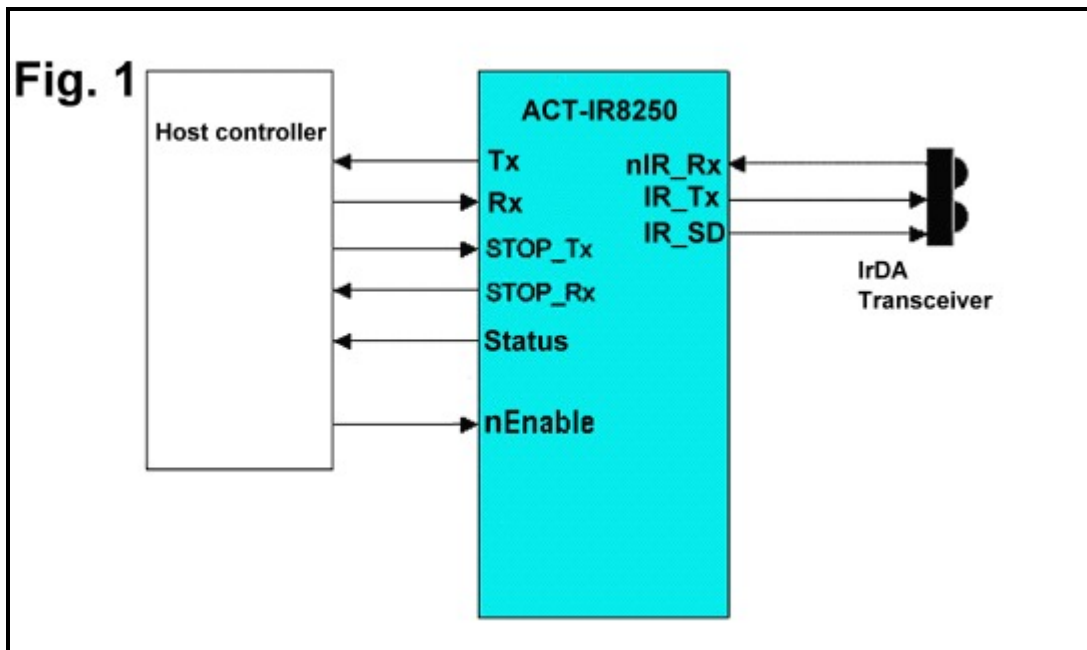 Fig. 1
Host controller
ACT-IR8250
Tx
Rx
STOP_Tx
STOP_Rx
Status
nEnable
nIR_Rx
IR_Tx
IR_SD
IrDA
Transceiver